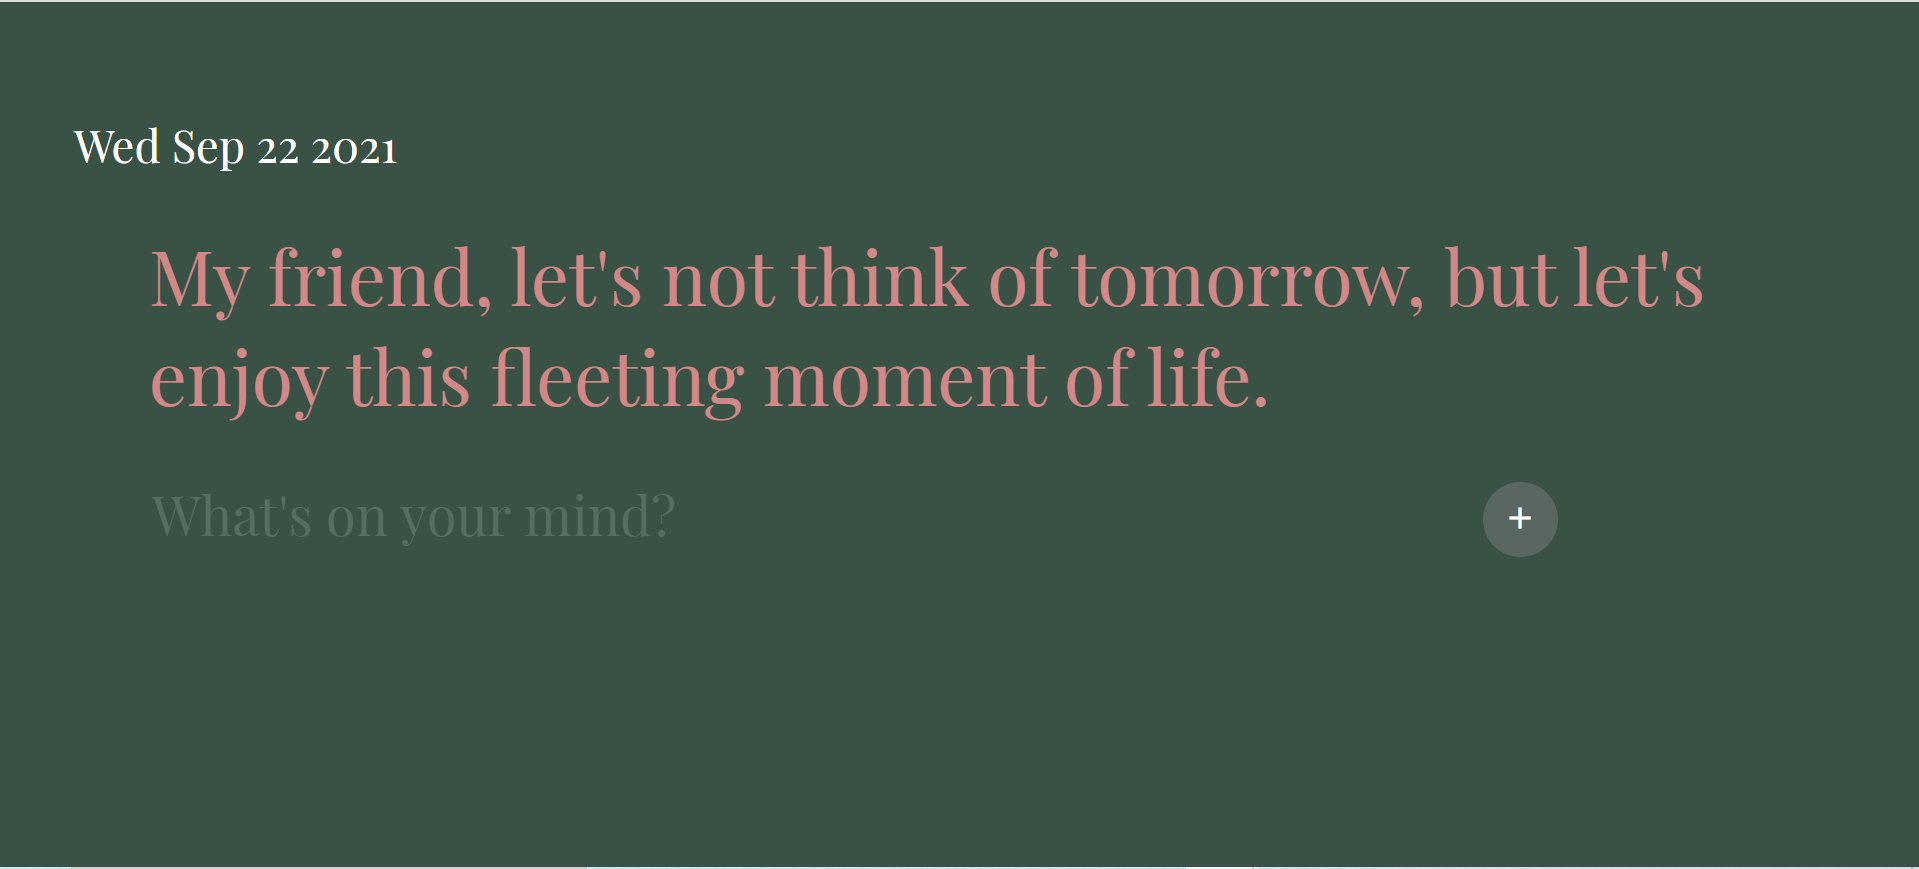 Wed Sep 22 2021
My friend, let's not think of tomorrow, but let's
enjoy this fleeting moment of life.
What's on your mind?
+